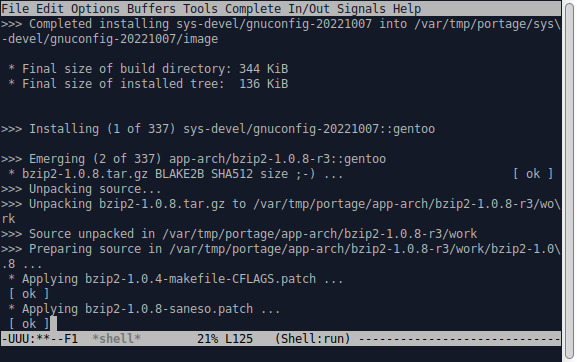 File Edit Options Buffers Tools Complete In/Out Signals Help
>>> Completed installing sys-devel/gnuconfig-20221007 into /var/tmp/portage/sys\
-devel/gnuconfig-20221007/image
* Final size of build directory: 344 KiB
* Final size of installed tree:  136 KiB
>>> Installing (1 of 337) sys-devel/gnuconfig-20221007::gentoo
>>> Emerging (2 of 337) app-arch/bzip2-1.0.8-r3::gentoo
* bzip2-1.0.8.tar.gz BLAKE2B SHA512 size ;-) ...                        [ ok ]
>>> Unpacking source...
>>> Unpacking bzip2-1.0.8.tar.gz to /var/tmp/portage/app-arch/bzip2-1.0.8-r3/wo\
rk
>>> Source unpacked in /var/tmp/portage/app-arch/bzip2-1.0.8-r3/work
>>> Preparing source in /var/tmp/portage/app-arch/bzip2-1.0.8-r3/work/bzip2-1.0\
.8 ...
* Applying bzip2-1.0.4-makefile-CFLAGS.patch ...
[ ok ]
* Applying bzip2-1.0.8-saneso.patch ...
[ ok ]
-UUU:**--F1  *shell*        21% L125   (Shell:run) ----------------------------